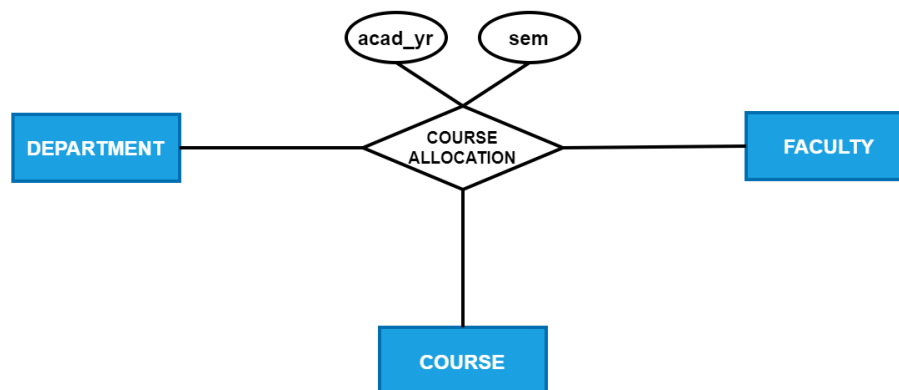 acad_yr
sem
DEPARTMENT
COURSE
ALLOCATION
FACULTY
COURSE